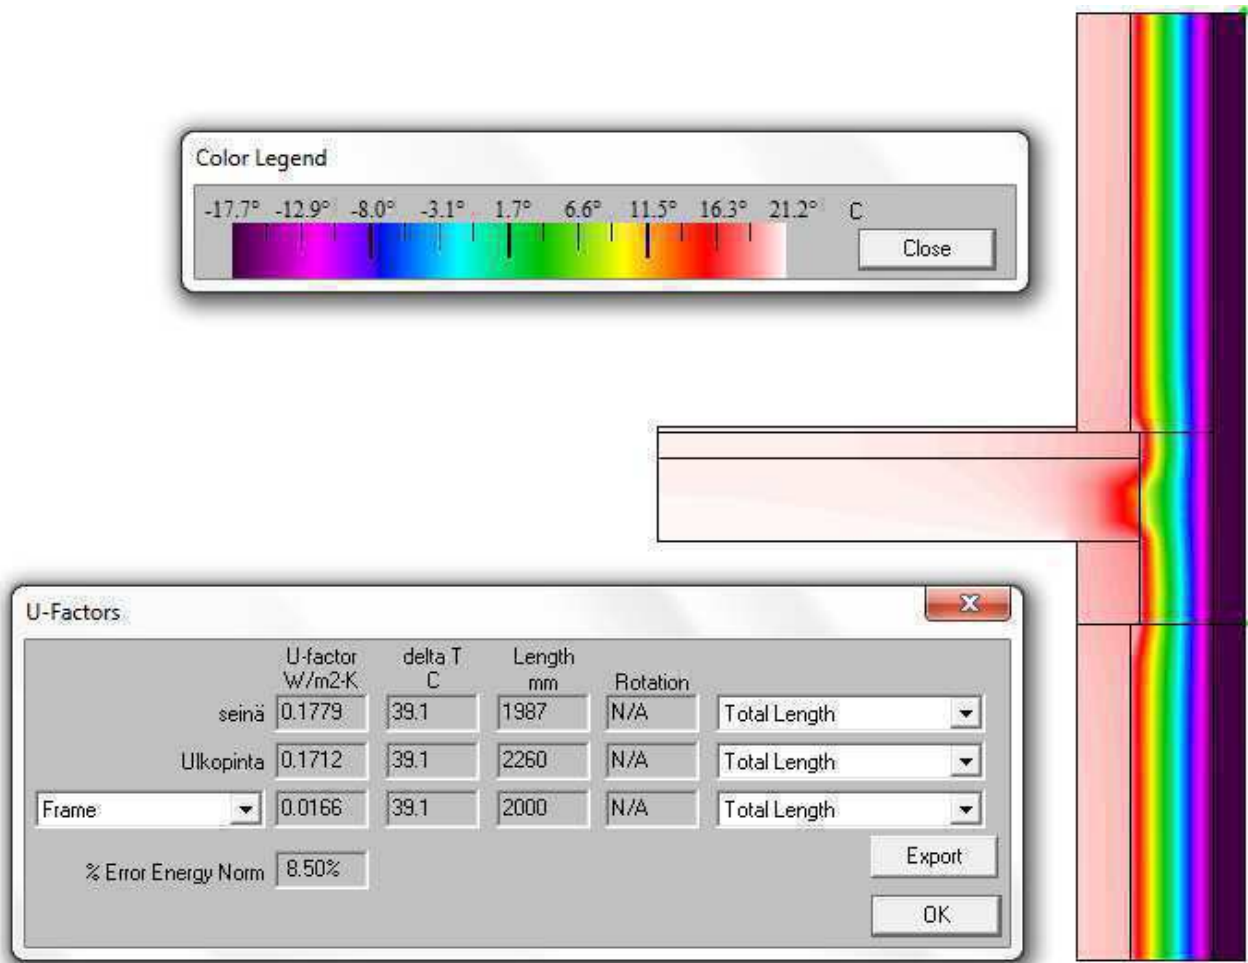 Color Legend
-17.7° -12.9° -8.0° -3.1° 1.7° 6.6° 11.5° 16.3° 21.2° C
Close
U-Factors
U-factor delta T Length
W/m2-K C mm Rotation
seinä 0.1779 39.1 1987 N/A Total Length
Ulkopinta 0.1712 39.1 2260 N/A Total Length
Frame 0.0166 39.1 2000 N/A Total Length
% Error Energy Norm 8.50% Export
OK